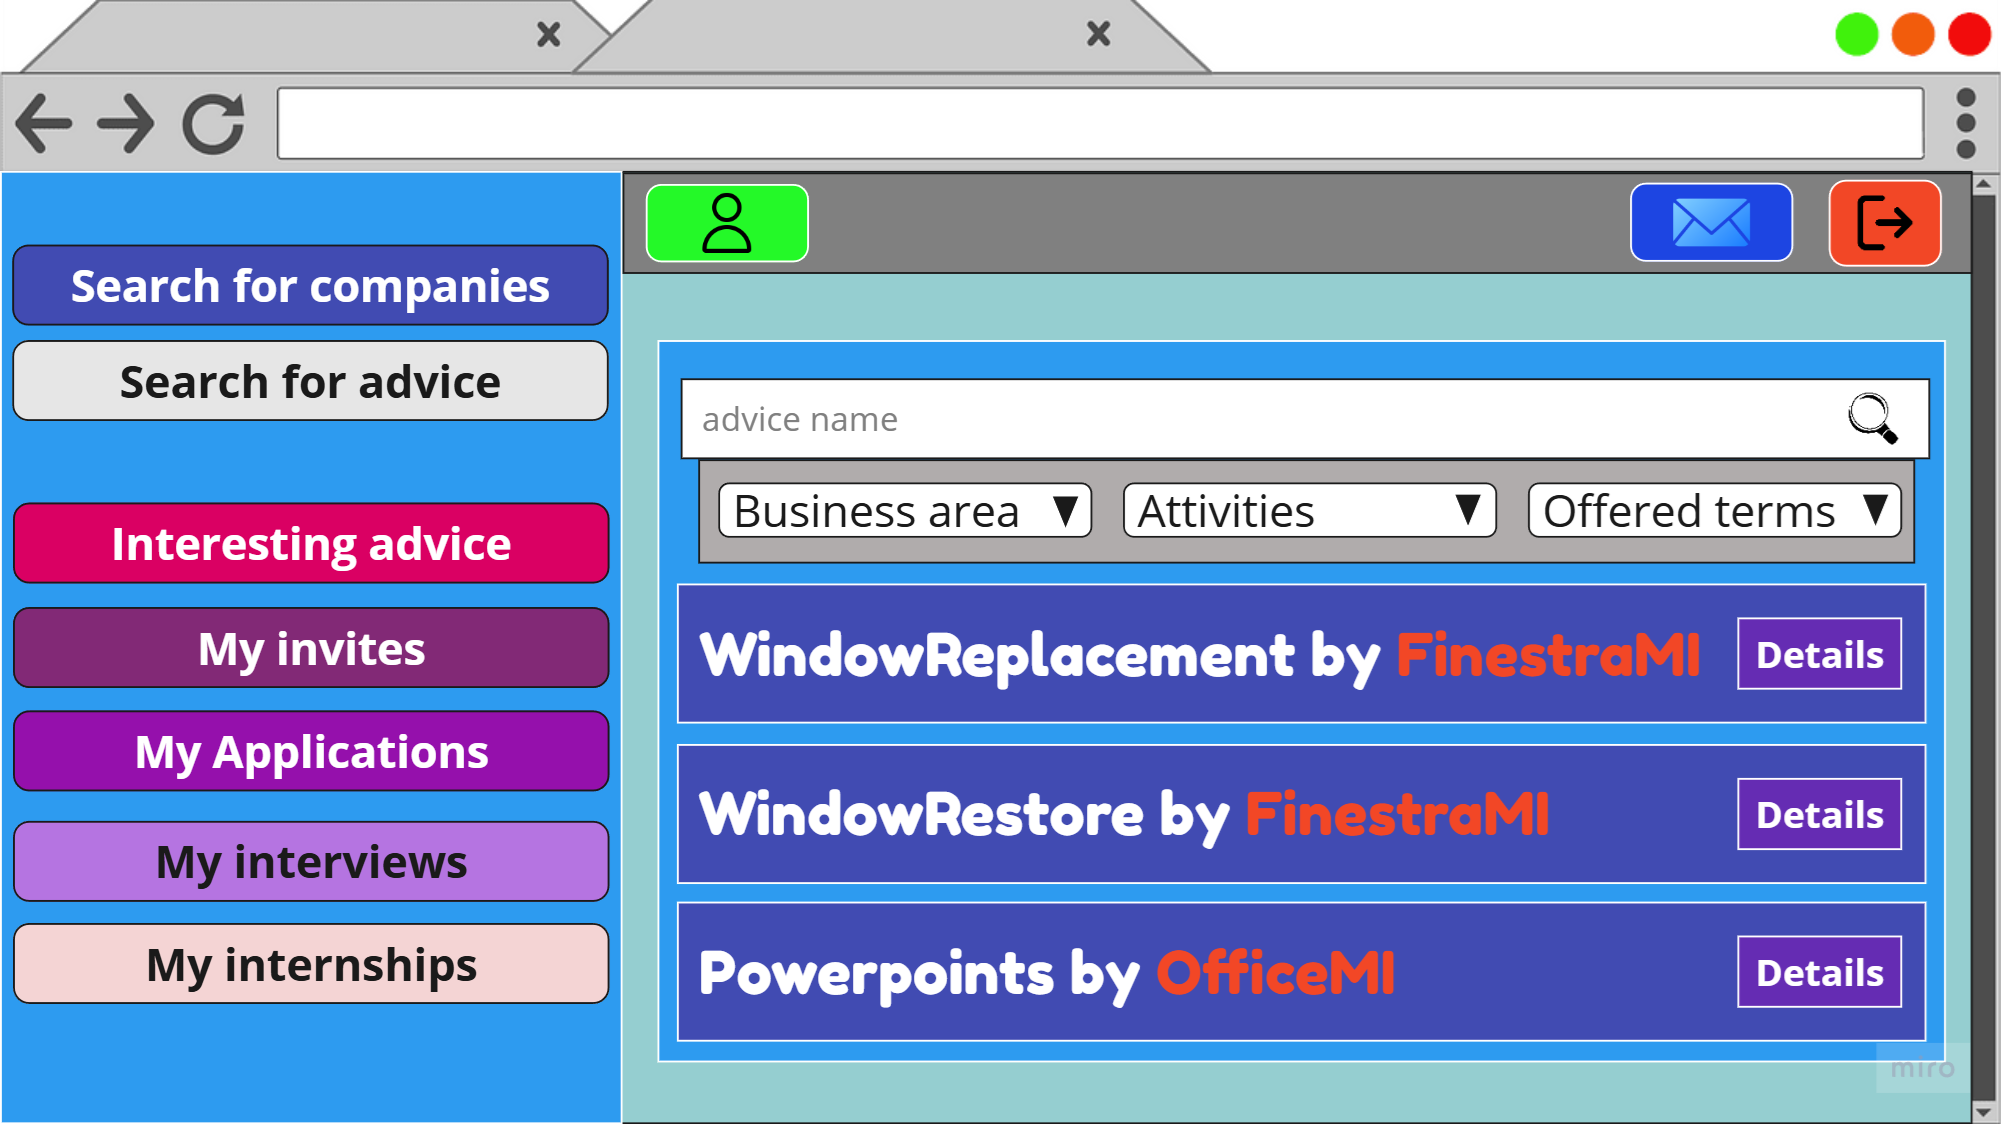 Search for companies
Search for advice
Interesting advice
My invites
My Applications
My interviews
My internships
advice name
Business area ▼
Attivities ▼
Offered terms ▼
WindowReplacement by FinestraMI
Details
WindowRestore by FinestraMI
Details
Powerpoints by OfficeMI
Details
miro